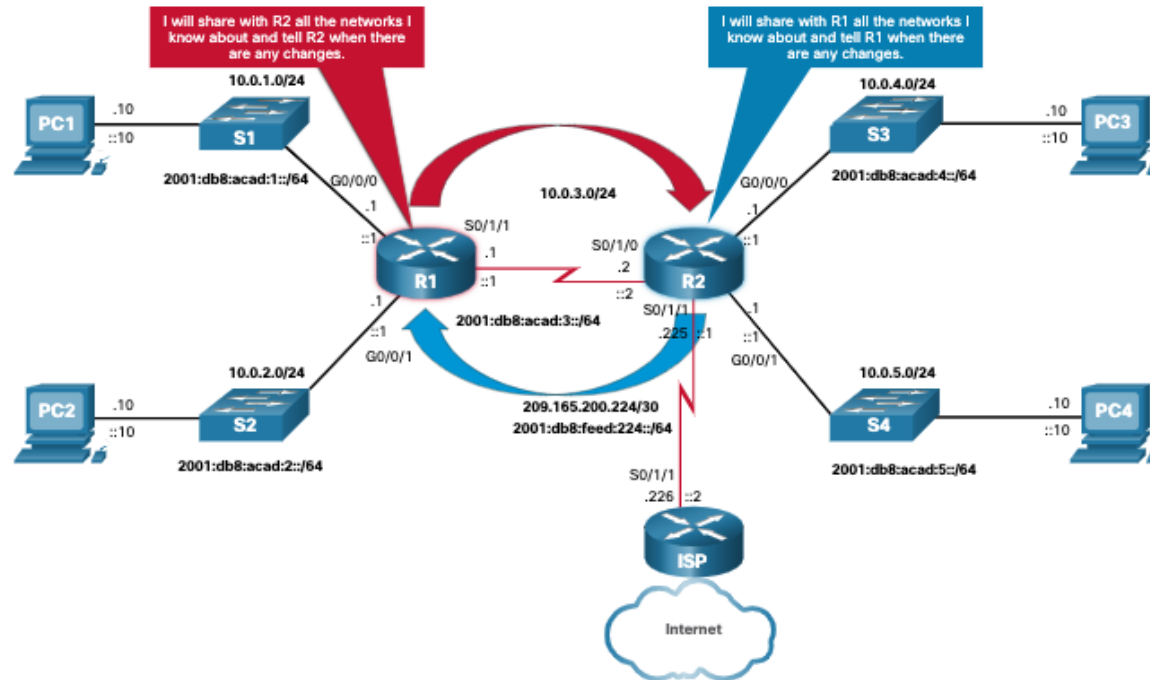 I will share with R2 all the networks I
know about and tell R2 when there
are any changes.
I will share with R1 all the networks I
know about and tell R1 when there
are any changes.
10.0.1.0/24
10.0.4.0/24
PC1
.10
::10
S1
S3
.10
::10
PC3
2001:db8:acad:1::/64
G0/0/0
.1
::1
10.0.3.0/24
G0/0/0
.1
::1
2001:db8:acad:4::/64
S0/1/1
.1
::1
R1
S0/1/0
.2
::2
R2
.1
::1
G0/0/1
2001:db8:acad:3::/64
S0/1/1
.225
::1
.1
::1
G0/0/1
10.0.2.0/24
10.0.5.0/24
PC2
.10
::10
S2
209.165.200.224/30
2001:db8:feed:224::/64
S4
.10
::10
PC4
2001:db8:acad:2::/64
2001:db8:acad:5::/64
S0/1/1
.226
::2
ISP
Internet